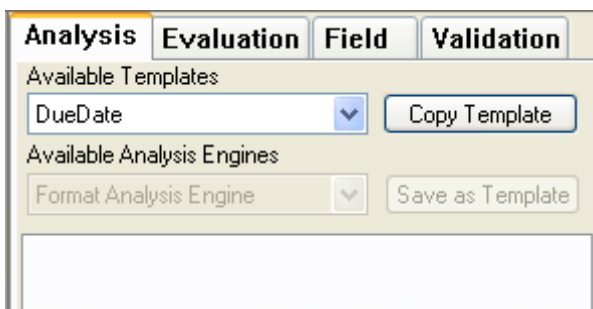 Analysis Evaluation Field Validation
Available Templates
DueDate Copy Template
Available Analysis Engines
Format Analysis Engine Save as Template